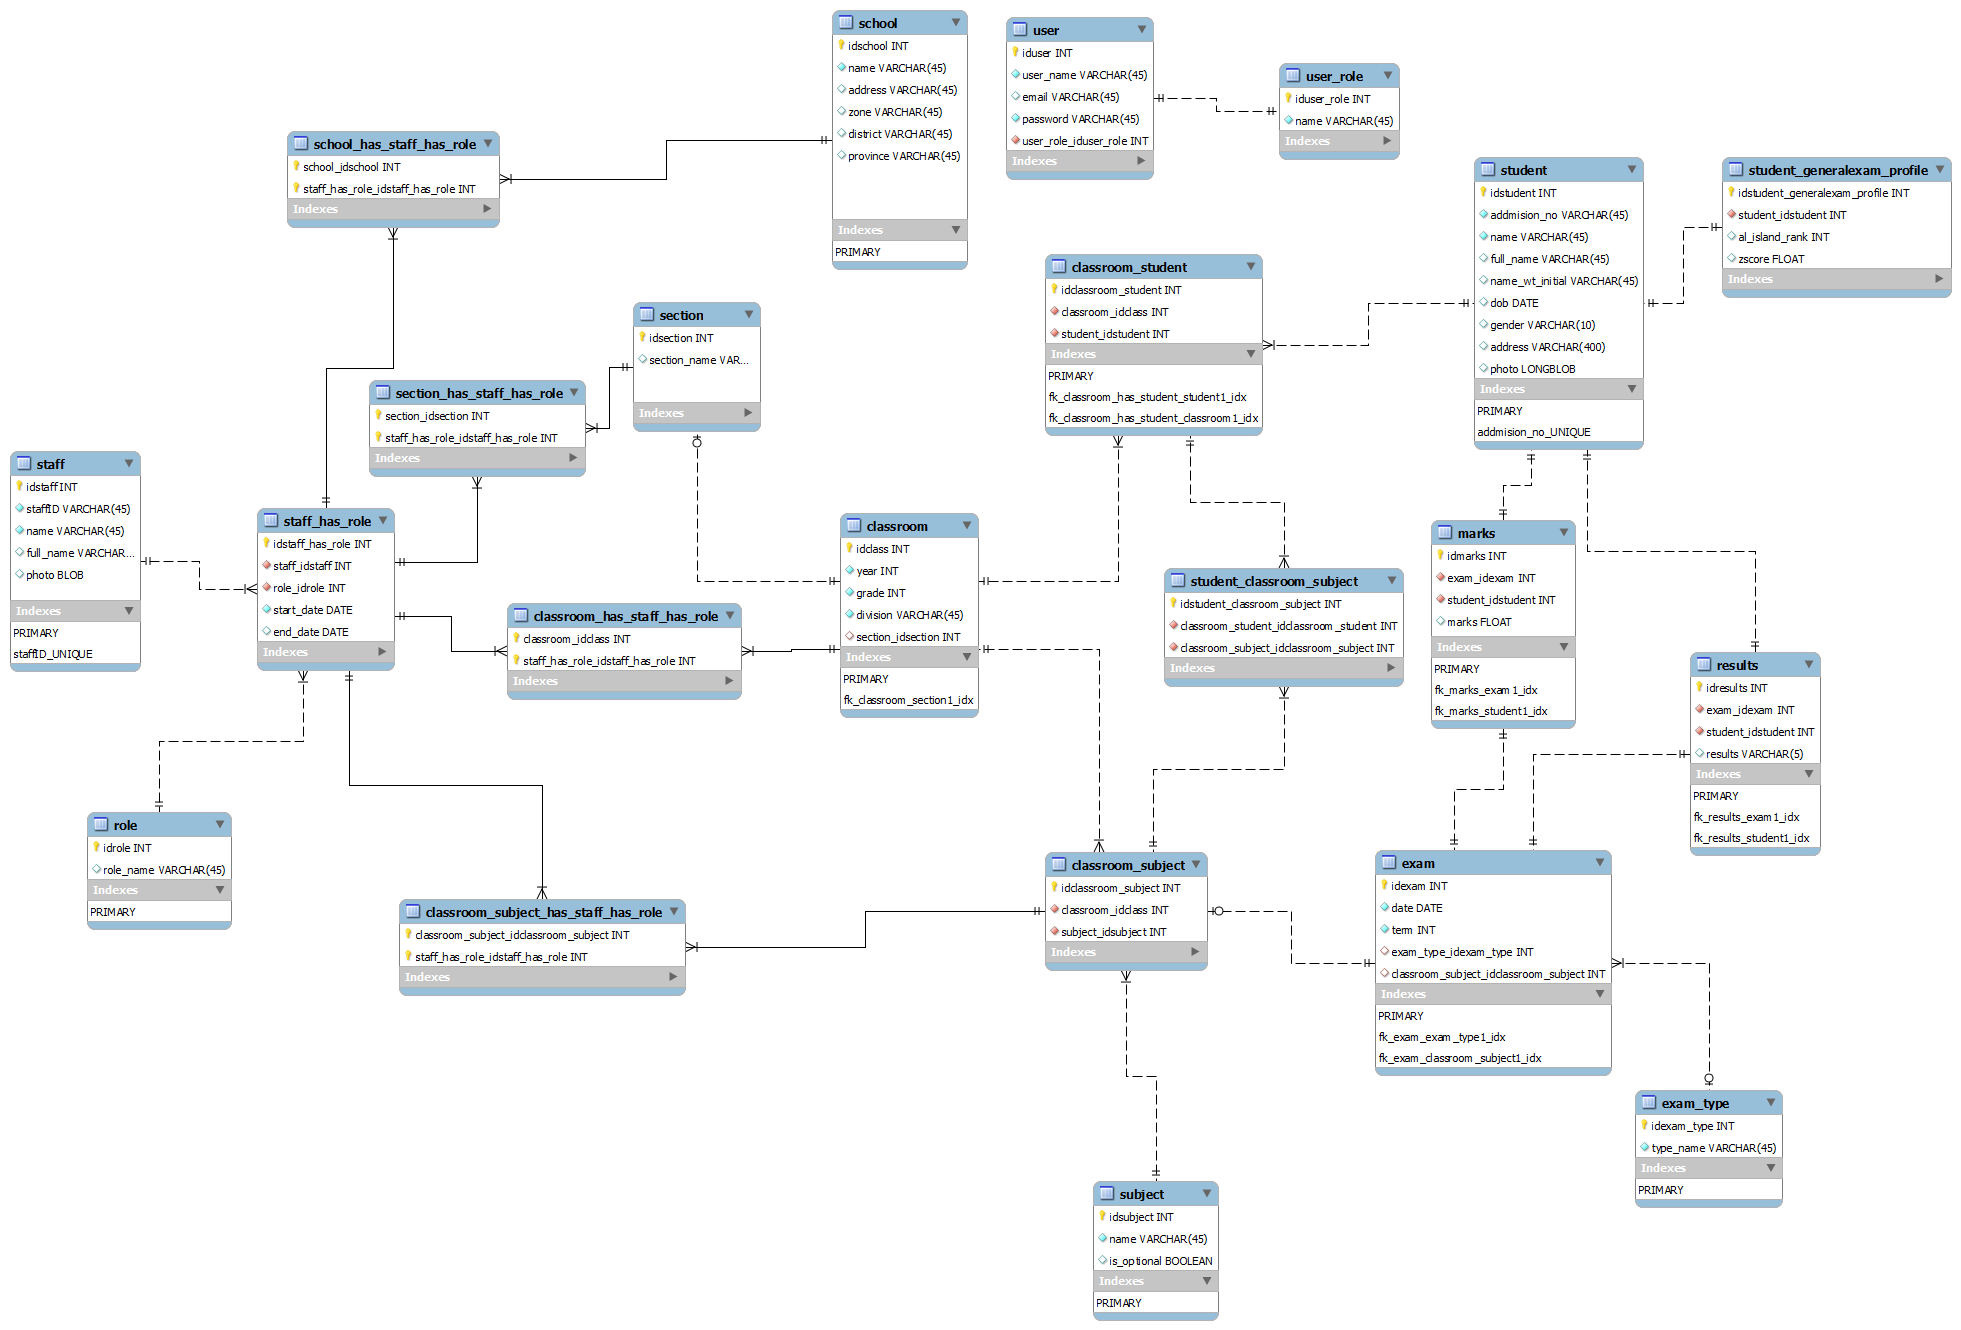 school
idschool INT
name VARCHAR(45)
address VARCHAR(45)
zone VARCHAR(45)
district VARCHAR(45)
province VARCHAR(45)
Indexes
PRIMARY
user
iduser INT
user_name VARCHAR(45)
email VARCHAR(45)
password VARCHAR(45)
user_role_iduser_role INT
Indexes
user_role
iduser_role INT
name VARCHAR(45)
Indexes
school_has_staff_has_role
school_idschool INT
staff_has_role_idstaff_has_role INT
Indexes
student
idstudent INT
addmision_no VARCHAR(45)
name VARCHAR(45)
full_name VARCHAR(45)
name_wt_initial VARCHAR(45)
dob DATE
gender VARCHAR(10)
address VARCHAR(400)
photo LONGBLOB
Indexes
PRIMARY
addmision_no_UNIQUE
student_generalexam_profile
idstudent_generalexam_profile INT
student_idstudent INT
al_island_rank INT
zscore FLOAT
Indexes
classroom_student
idclassroom_student INT
classroom_idclass INT
student_idstudent INT
Indexes
PRIMARY
fk_classroom_has_student_student1_idx
fk_classroom_has_student_classroom1_idx
section
idsection INT
section_name VAR...
Indexes
section_has_staff_has_role
section_idsection INT
staff_has_role_idstaff_has_role INT
Indexes
staff
idstaff INT
staffID VARCHAR(45)
name VARCHAR(45)
full_name VARCHAR...
photo BLOB
Indexes
PRIMARY
staffID_UNIQUE
staff_has_role
idstaff_has_role INT
staff_idstaff INT
role_idrole INT
start_date DATE
end_date DATE
Indexes
classroom
idclass INT
year INT
grade INT
division VARCHAR(45)
section_idsection INT
Indexes
PRIMARY
fk_classroom_section1_idx
marks
idmarks INT
exam_idexam INT
student_idstudent INT
marks FLOAT
Indexes
PRIMARY
fk_marks_exam1_idx
fk_marks_student1_idx
student_classroom_subject
idstudent_classroom_subject INT
classroom_student_idclassroom_student INT
classroom_subject_idclassroom_subject INT
Indexes
classroom_has_staff_has_role
classroom_idclass INT
staff_has_role_idstaff_has_role INT
Indexes
results
idresults INT
exam_idexam INT
student_idstudent INT
results VARCHAR(5)
Indexes
PRIMARY
fk_results_exam1_idx
fk_results_student1_idx
role
idrole INT
role_name VARCHAR(45)
Indexes
PRIMARY
classroom_subject
idclassroom_subject INT
classroom_idclass INT
subject_idsubject INT
Indexes
exam
idexam INT
date DATE
term INT
exam_type_idexam_type INT
classroom_subject_idclassroom_subject INT
Indexes
PRIMARY
fk_exam_exam_type1_idx
fk_exam_classroom_subject1_idx
classroom_subject_has_staff_has_role
classroom_subject_idclassroom_subject INT
staff_has_role_idstaff_has_role INT
Indexes
exam_type
idexam_type INT
type_name VARCHAR(45)
Indexes
PRIMARY
subject
idsubject INT
name VARCHAR(45)
is_optional BOOLEAN
Indexes
PRIMARY